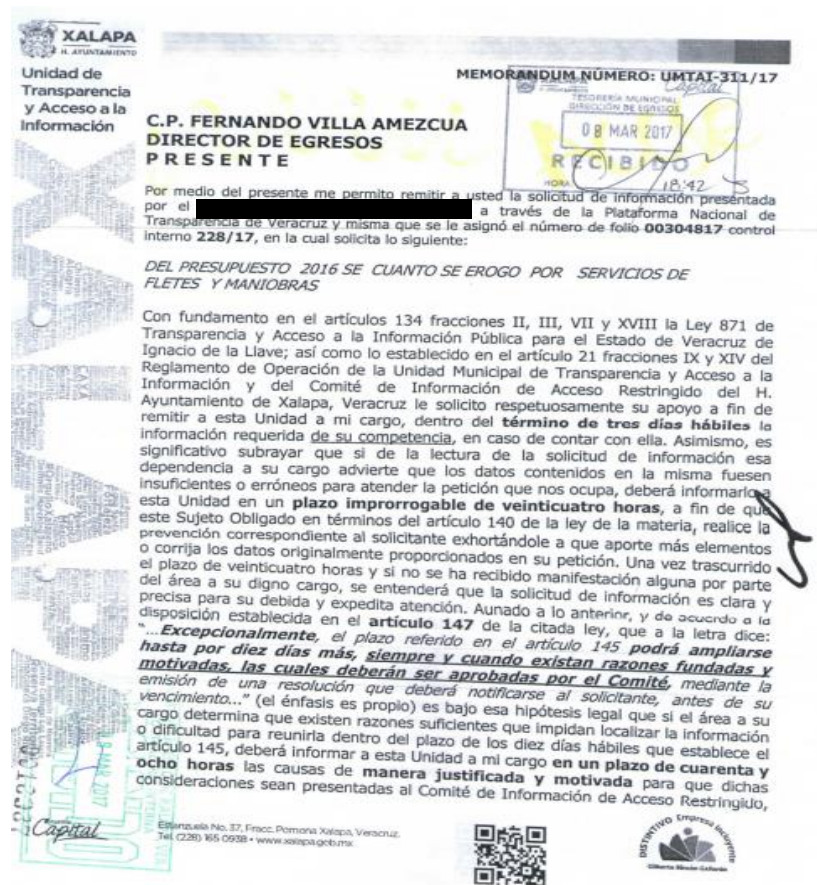 XALAPA
H. AYUNTAMIENTO
Unidad de
Transparencia
y Acceso a la
Información
MEMORANDUM NÚMERO: UMTAI-311/17
XALAPA
Capital
TESORERÍA MUNICIPAL
DIRECCIÓN DE EGRESOS
08 MAR 2017
RECIBIDO
HORA 18:42
C.P. FERNANDO VILLA AMEZCUA
DIRECTOR DE EGRESOS
P R E S E N T E
Por medio del presente me permito remitir a usted la solicitud de información presentada
por el a través de la Plataforma Nacional de
Transparencia de Veracruz y misma que se le asignó el número de folio 00304817 control
interno 228/17, en la cual solicita lo siguiente:
DEL PRESUPUESTO 2016 SE CUANTO SE EROGO POR SERVICIOS DE
FLETES Y MANIOBRAS
Con fundamento en el artículos 134 fracciones II, III, VII y XVIII la Ley 871 de
Transparencia y Acceso a la Información Pública para el Estado de Veracruz de
Ignacio de la Llave; así como lo establecido en el artículo 21 fracciones IX y XIV del
Reglamento de Operación de la Unidad Municipal de Transparencia y Acceso a la
Información y del Comité de Información de Acceso Restringido del H.
Ayuntamiento de Xalapa, Veracruz le solicito respetuosamente su apoyo a fin de
remitir a esta Unidad a mi cargo, dentro del término de tres días hábiles la
información requerida de su competencia, en caso de contar con ella. Asimismo, es
significativo subrayar que si de la lectura de la solicitud de información esa
dependencia a su cargo advierte que los datos contenidos en la misma fuesen
insuficientes o erróneos para atender la petición que nos ocupa, deberá informarlo a
esta Unidad en un plazo improrrogable de veinticuatro horas, a fin de que
este Sujeto Obligado en términos del artículo 140 de la ley de la materia, realice la
prevención correspondiente al solicitante exhortándole a que aporte más elementos
o corrija los datos originalmente proporcionados en su petición. Una vez trascurrido
el plazo de veinticuatro horas y si no se ha recibido manifestación alguna por parte
del área a su digno cargo, se entenderá que la solicitud de información es clara y
precisa para su debida y expedita atención. Aunado a lo anterior, y de acuerdo a la
disposición establecida en el artículo 147 de la citada ley, que a la letra dice:
"...Excepcionalmente, el plazo referido en el artículo 145 podrá ampliarse
hasta por diez días más, siempre y cuando existan razones fundadas y
motivadas, las cuales deberán ser aprobadas por el Comité, mediante la
emisión de una resolución que deberá notificarse al solicitante, antes de su
vencimiento..." (el énfasis es propio) es bajo esa hipótesis legal que si el área a su
cargo determina que existen razones suficientes que impidan localizar la información
o dificultad para reunirla dentro del plazo de los diez días hábiles que establece el
artículo 145, deberá informar a esta Unidad a mi cargo en un plazo de cuarenta y
ocho horas las causas de manera justificada y motivada para que dichas
consideraciones sean presentadas al Comité de Información de Acceso Restringido,
XALAPA
Capital
Estanzuela No. 37, Fracc. Pomona Xalapa, Veracruz.
Tel. (228) 165 0938 • www.xalapa.gob.mx
DISTINTIVO Empresa Incluyente
Gilberto Rincón Gallardo